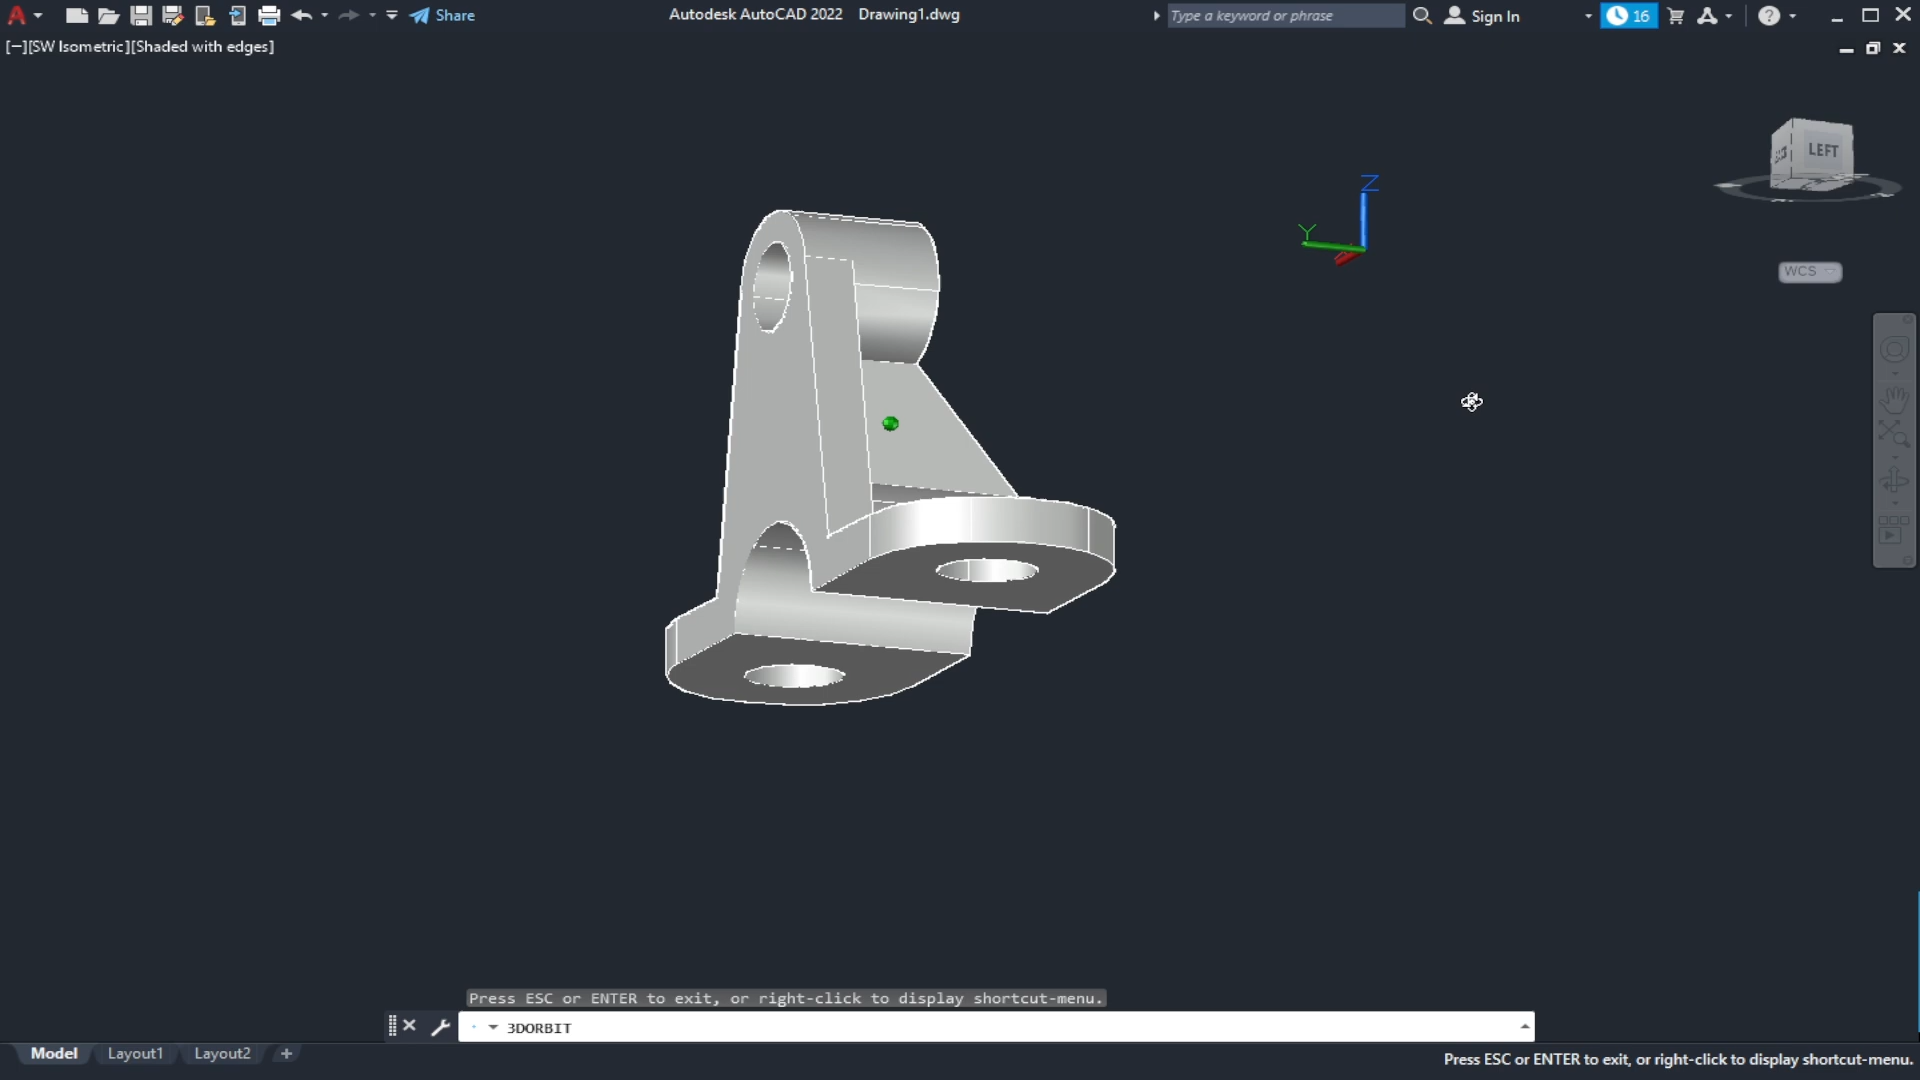 Share
Autodesk AutoCAD 2022 Drawing1.dwg
Type a keyword or phrase
Sign In
16
[−][SW Isometric][Shaded with edges]
LEFT
Z
Y
WCS
Press ESC or ENTER to exit, or right-click to display shortcut-menu.
3DORBIT
Model Layout1 Layout2 +
Press ESC or ENTER to exit, or right-click to display shortcut-menu.